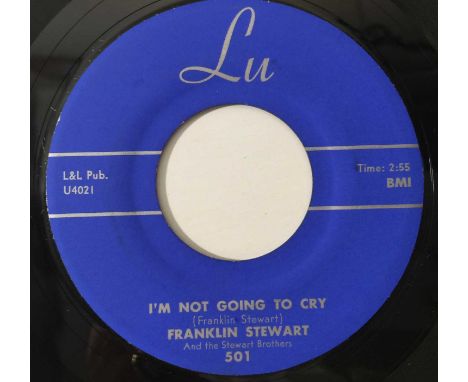 Lu
L&L Pub.
U4021
Time: 2:55
BMI
I'M NOT GOING TO CRY
(Franklin Stewart)
FRANKLIN STEWART
And the Stewart Brothers
501